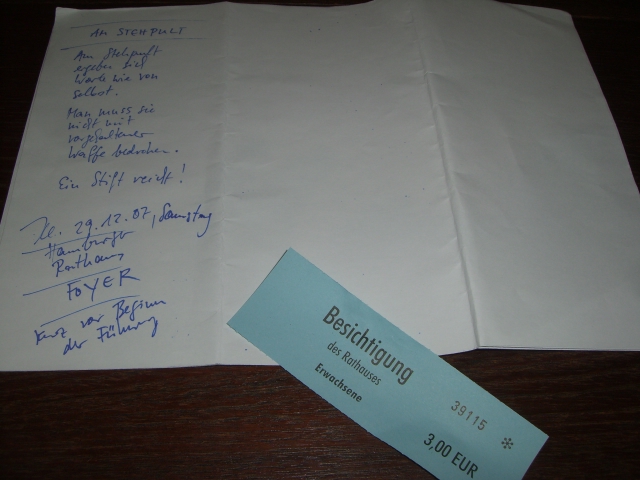 AM STEHPULT
Am Stehpult
ergeben sich
Worte wie von
selbst.
Man muss sie
nicht mit
vorgehaltener
Waffe bedrohen.
Ein Stift reicht!
29.12.07, Samstag
Hamburger
Rathaus
FOYER
kurz vor Beginn
der Führung
Besichtigung
des Rathauses
Erwachsene
39115 *
3,00 EUR